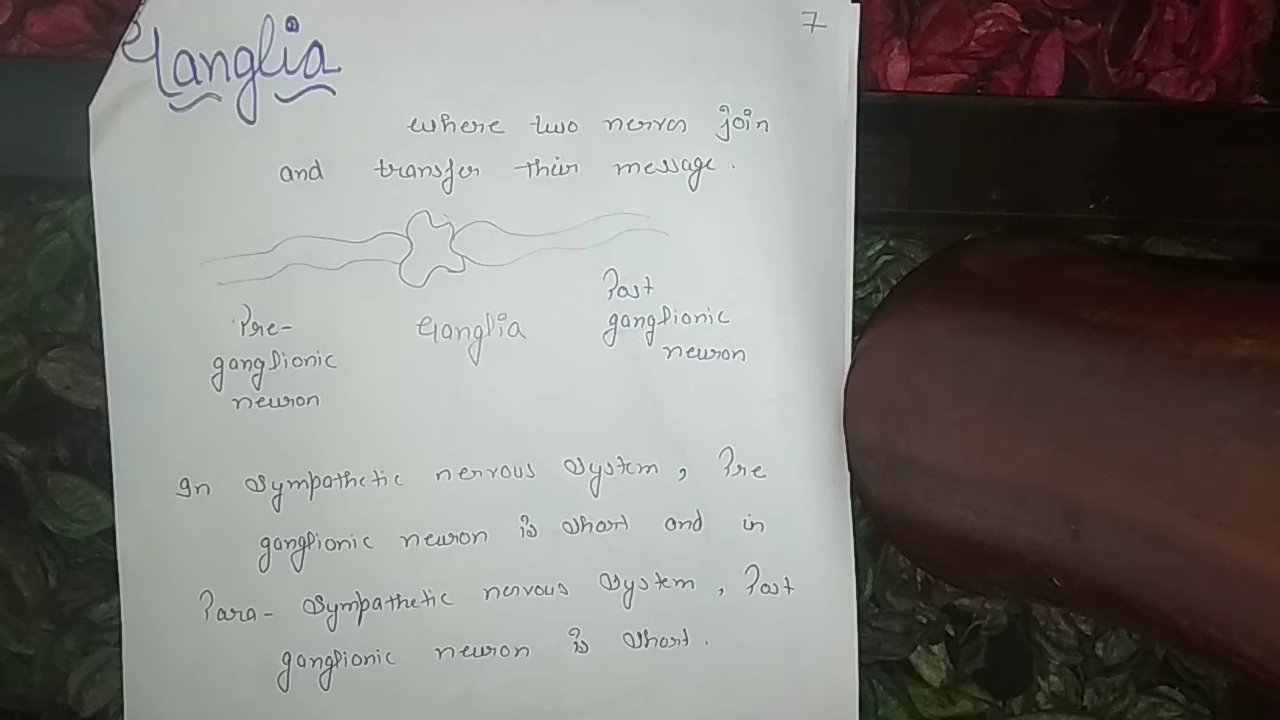 7
Ganglia
where two nerves join
and transfer their message.
Pre-
ganglionic
neuron
Ganglia
Post
ganglionic
neuron
In Sympathetic nervous System, Pre
ganglionic neuron is short and in
Para- Sympathetic nervous System, Post
ganglionic neuron is short.